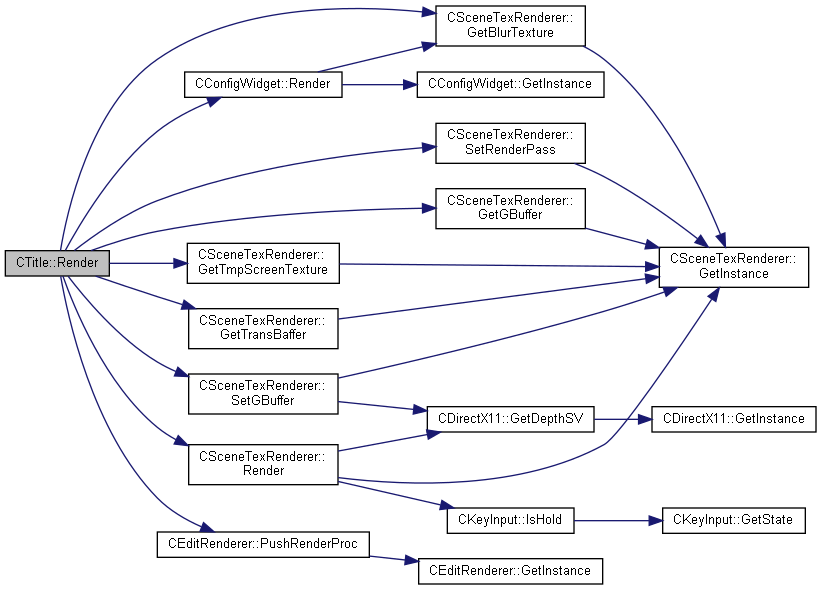 CSceneTexRenderer::
GetBlurTexture
CConfigWidget::Render
CConfigWidget::GetInstance
CSceneTexRenderer::
SetRenderPass
CSceneTexRenderer::
GetGBuffer
CTitle::Render
CSceneTexRenderer::
GetTmpScreenTexture
CSceneTexRenderer::
GetInstance
CSceneTexRenderer::
GetTransBaffer
CSceneTexRenderer::
SetGBuffer
CDirectX11::GetDepthSV
CDirectX11::GetInstance
CSceneTexRenderer::
Render
CKeyInput::IsHold
CKeyInput::GetState
CEditRenderer::PushRenderProc
CEditRenderer::GetInstance